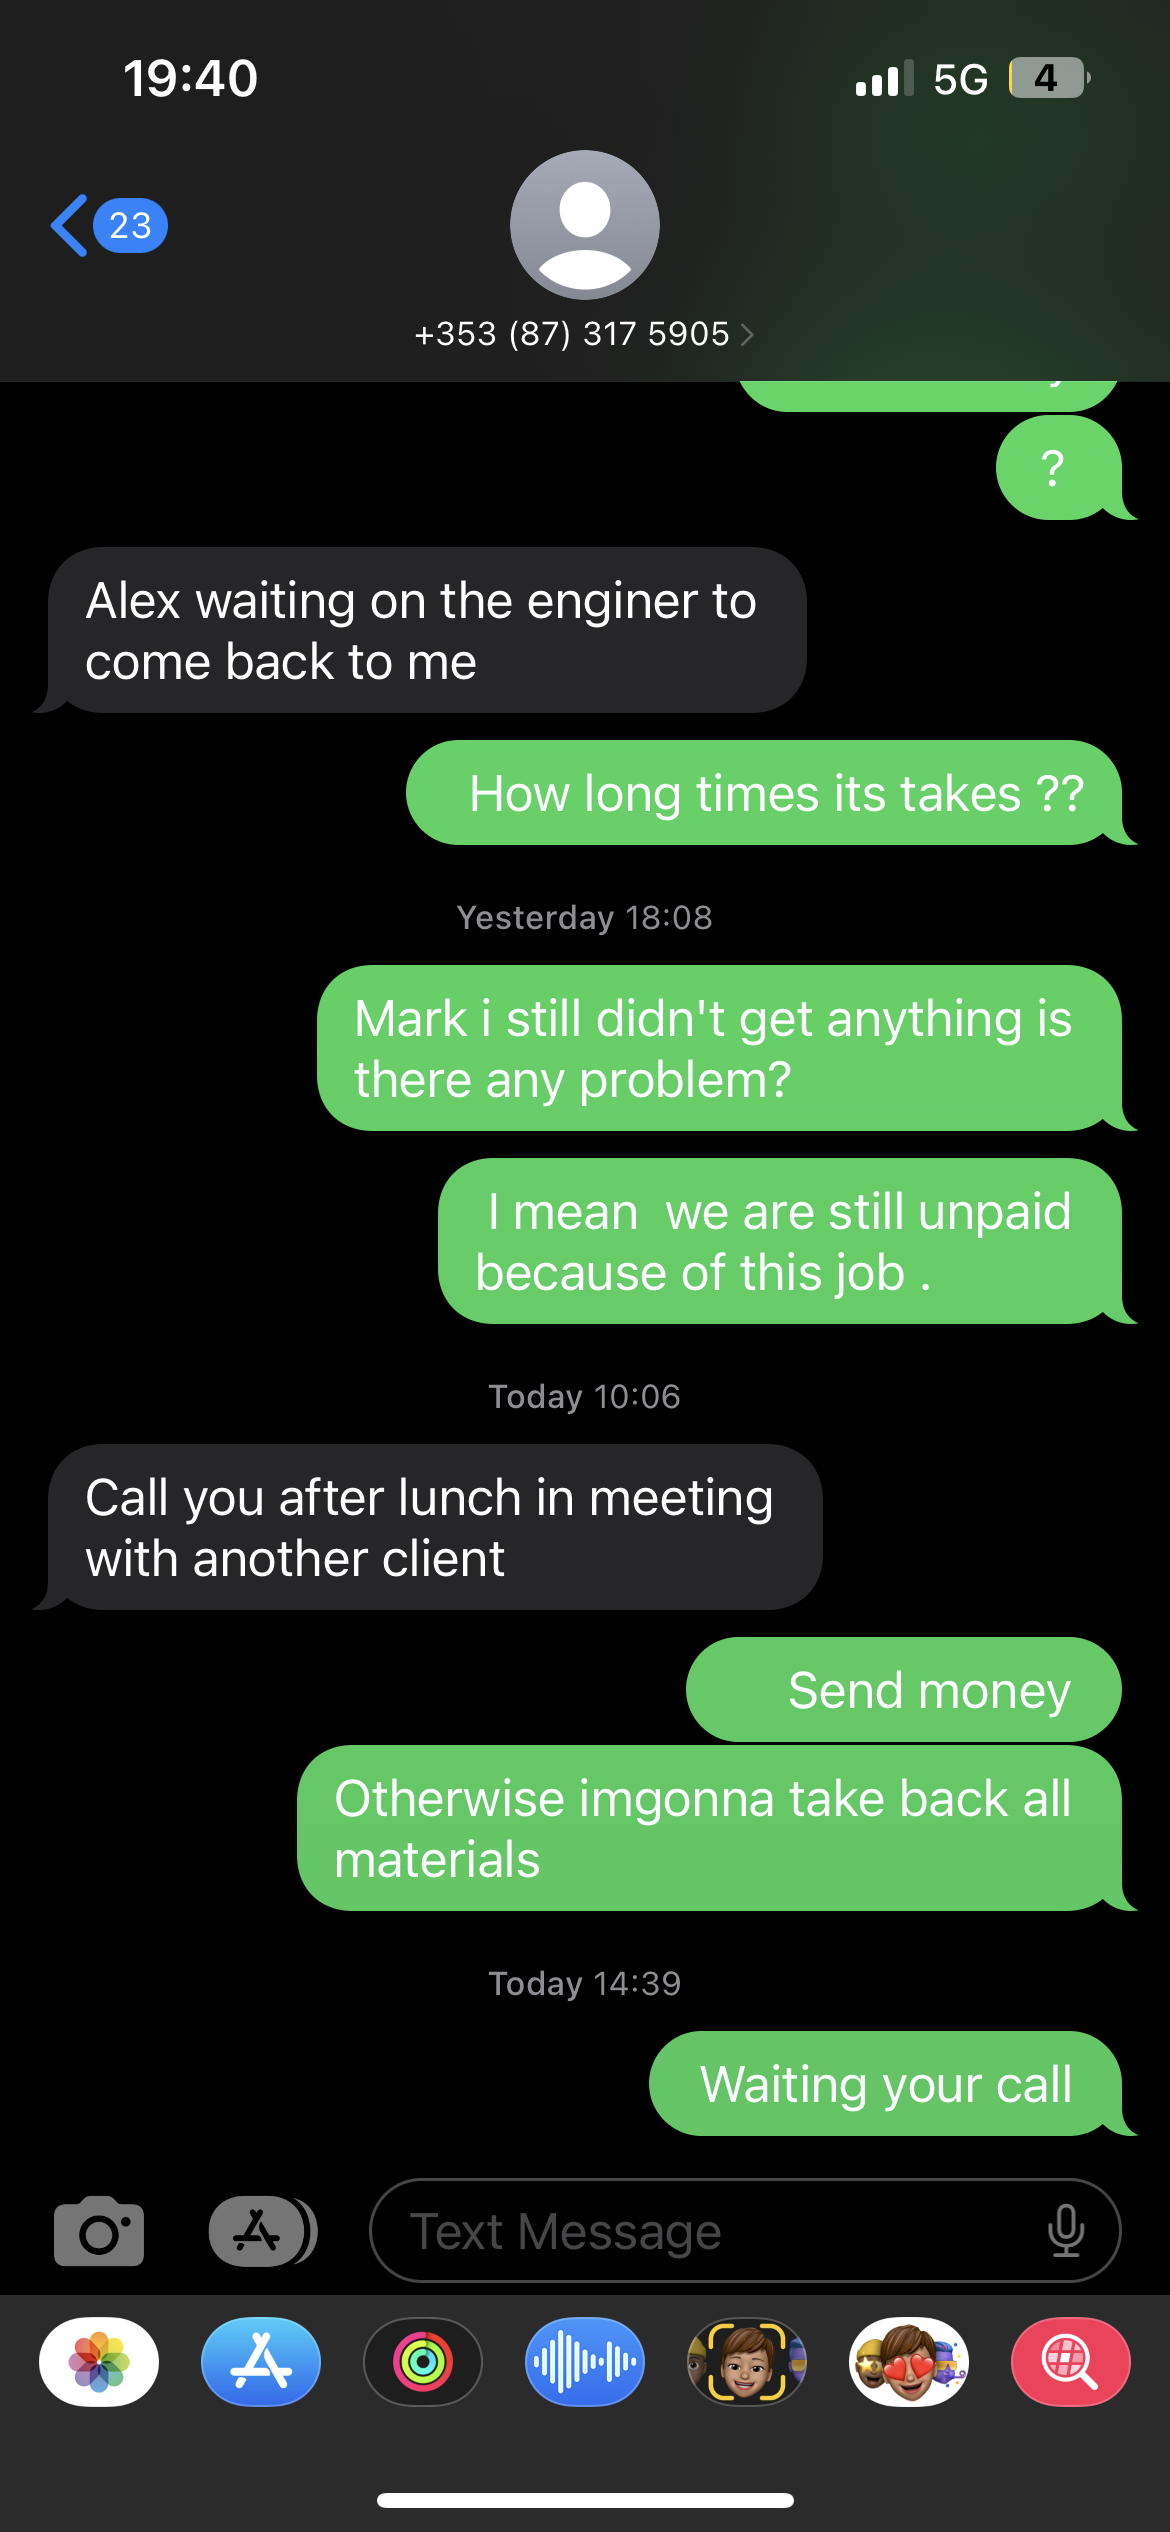 19:40
5G
4
23
+353 (87) 317 5905
?
Alex waiting on the enginer to
come back to me
How long times its takes ??
Yesterday 18:08
Mark i still didn't get anything is
there any problem?
I mean  we are still unpaid
because of this job .
Today 10:06
Call you after lunch in meeting
with another client
Send money
Otherwise imgonna take back all
materials
Today 14:39
Waiting your call
Text Message